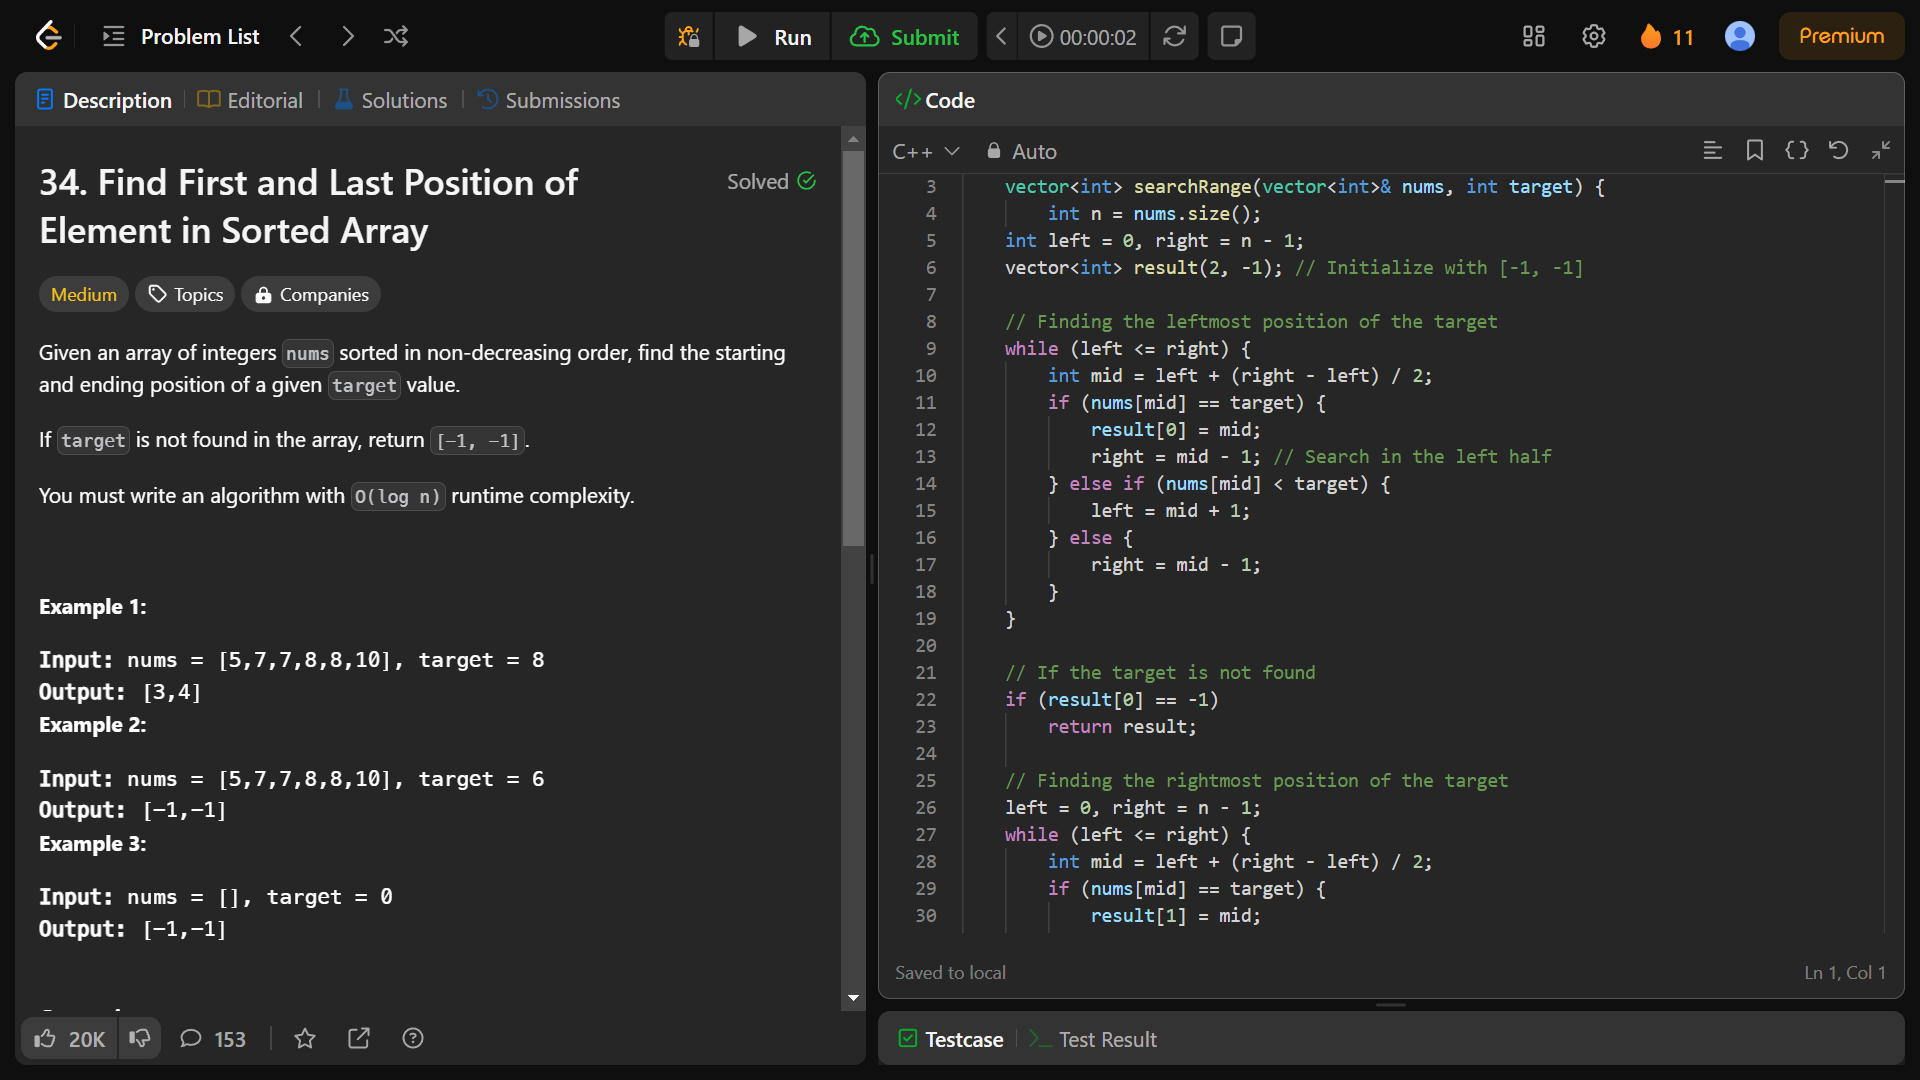 Problem List
Run
Submit
00:00:02
11
Premium
Description
Editorial
Solutions
Submissions
34. Find First and Last Position of
Element in Sorted Array
Solved
Medium
Topics
Companies
Given an array of integers nums sorted in non-decreasing order, find the starting
and ending position of a given target value.
If target is not found in the array, return [-1, -1].
You must write an algorithm with O(log n) runtime complexity.
Example 1:
Input: nums = [5,7,7,8,8,10], target = 8
Output: [3,4]
Example 2:
Input: nums = [5,7,7,8,8,10], target = 6
Output: [-1,-1]
Example 3:
Input: nums = [], target = 0
Output: [-1,-1]
20K
153
</> Code
C++
Auto
3 vector<int> searchRange(vector<int>& nums, int target) {
4 int n = nums.size();
5 int left = 0, right = n - 1;
6 vector<int> result(2, -1); // Initialize with [-1, -1]
7
8 // Finding the leftmost position of the target
9 while (left <= right) {
10 int mid = left + (right - left) / 2;
11 if (nums[mid] == target) {
12 result[0] = mid;
13 right = mid - 1; // Search in the left half
14 } else if (nums[mid] < target) {
15 left = mid + 1;
16 } else {
17 right = mid - 1;
18 }
19 }
20
21 // If the target is not found
22 if (result[0] == -1)
23 return result;
24
25 // Finding the rightmost position of the target
26 left = 0, right = n - 1;
27 while (left <= right) {
28 int mid = left + (right - left) / 2;
29 if (nums[mid] == target) {
30 result[1] = mid;
Saved to local
Ln 1, Col 1
Testcase
Test Result